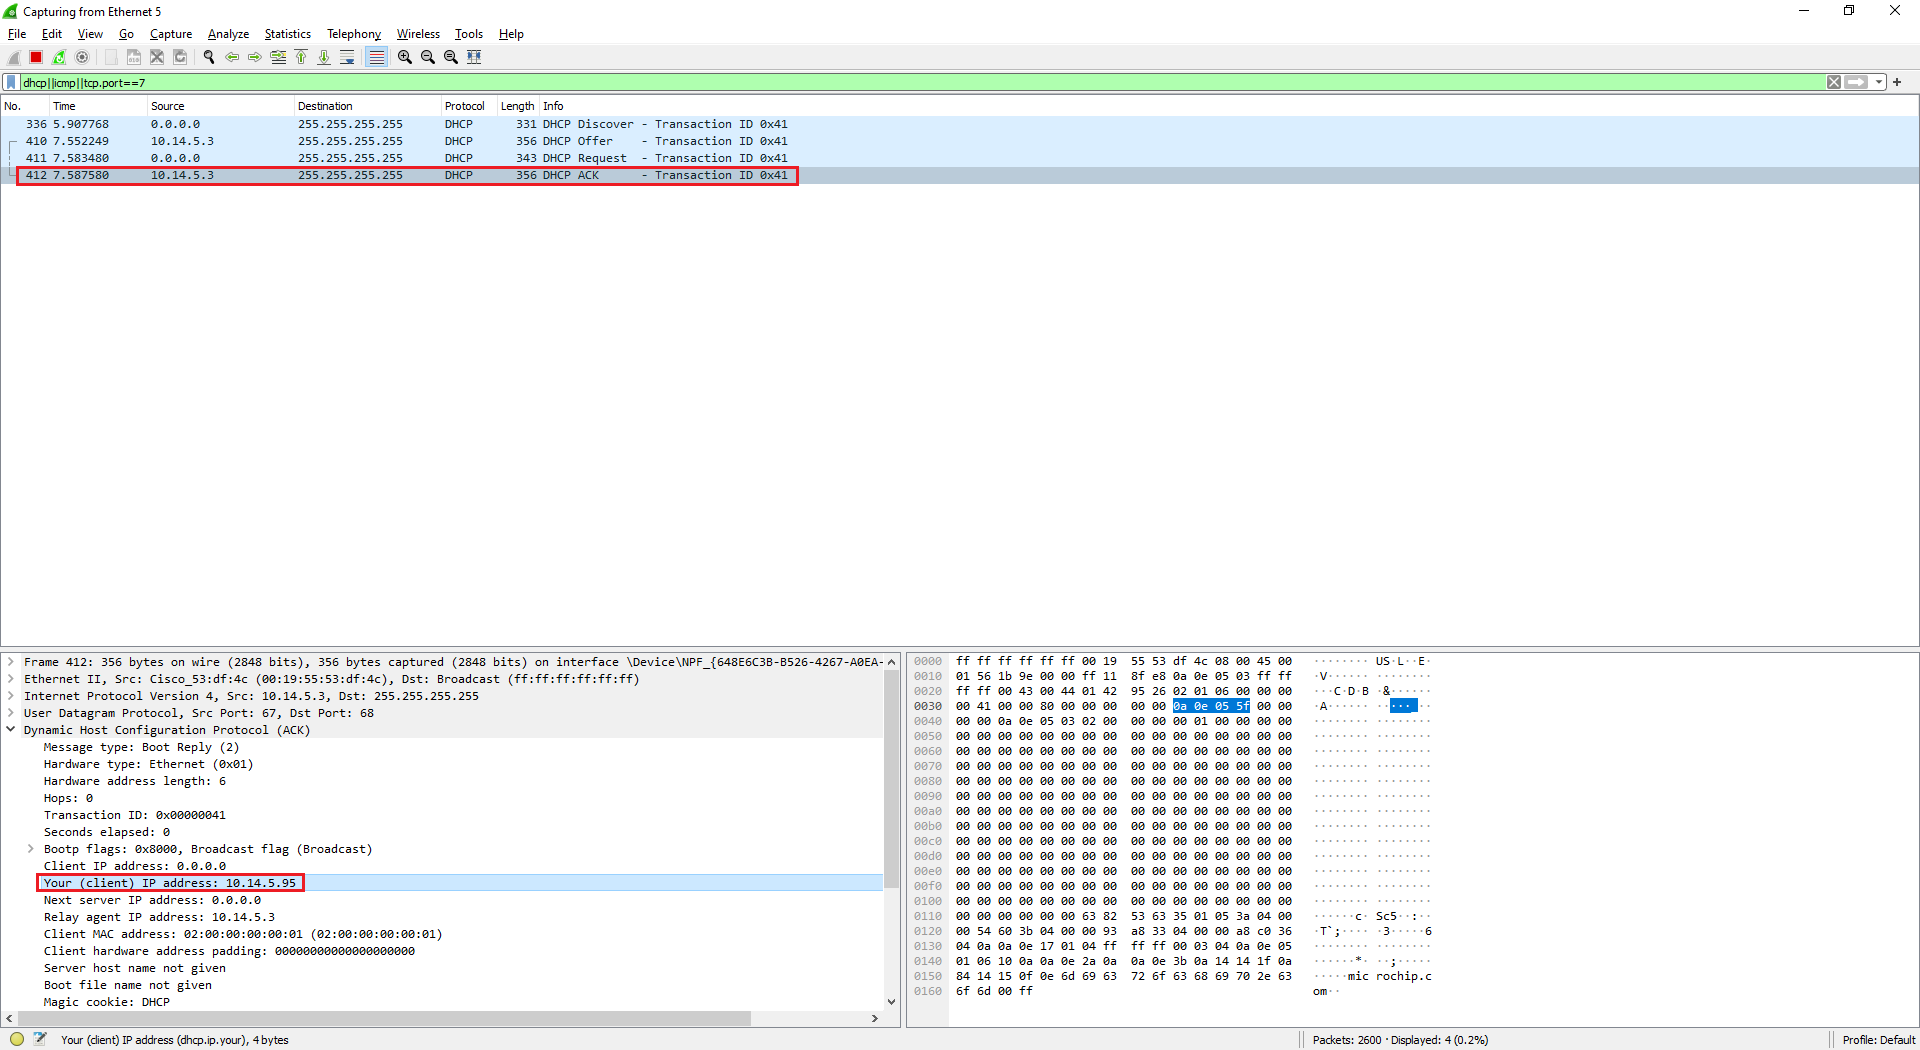 Capturing from Ethernet 5
File Edit View Go Capture Analyze Statistics Telephony Wireless Tools Help
dhcp||icmp||tcp.port==7
No. Time Source Destination Protocol Length Info
336 5.907768 0.0.0.0 255.255.255.255 DHCP 331 DHCP Discover - Transaction ID 0x41
410 7.552249 10.14.5.3 255.255.255.255 DHCP 356 DHCP Offer - Transaction ID 0x41
411 7.583480 0.0.0.0 255.255.255.255 DHCP 343 DHCP Request - Transaction ID 0x41
412 7.587580 10.14.5.3 255.255.255.255 DHCP 356 DHCP ACK - Transaction ID 0x41
Frame 412: 356 bytes on wire (2848 bits), 356 bytes captured (2848 bits) on interface \Device\NPF_{648E6C3B-B526-4267-A0EA-
Ethernet II, Src: Cisco_53:df:4c (00:19:55:53:df:4c), Dst: Broadcast (ff:ff:ff:ff:ff:ff)
Internet Protocol Version 4, Src: 10.14.5.3, Dst: 255.255.255.255
User Datagram Protocol, Src Port: 67, Dst Port: 68
Dynamic Host Configuration Protocol (ACK)
Message type: Boot Reply (2)
Hardware type: Ethernet (0x01)
Hardware address length: 6
Hops: 0
Transaction ID: 0x00000041
Seconds elapsed: 0
Bootp flags: 0x8000, Broadcast flag (Broadcast)
Client IP address: 0.0.0.0
Your (client) IP address: 10.14.5.95
Next server IP address: 0.0.0.0
Relay agent IP address: 10.14.5.3
Client MAC address: 02:00:00:00:00:01 (02:00:00:00:00:01)
Client hardware address padding: 00000000000000000000
Server host name not given
Boot file name not given
Magic cookie: DHCP
0000 ff ff ff ff ff ff 00 19 55 53 df 4c 08 00 45 00 ········ US·L··E·
0010 01 56 1b 9e 00 00 ff 11 8f e8 0a 0e 05 03 ff ff ·V······ ········
0020 ff ff 00 43 00 44 01 42 95 26 02 01 06 00 00 00 ···C·D·B ·&······
0030 00 41 00 00 80 00 00 00 00 00 0a 0e 05 5f 00 00 ·A······ ·····_··
0040 00 00 0a 0e 05 03 02 00 00 00 00 01 00 00 00 00 ········ ········
0050 00 00 00 00 00 00 00 00 00 00 00 00 00 00 00 00 ········ ········
0060 00 00 00 00 00 00 00 00 00 00 00 00 00 00 00 00 ········ ········
0070 00 00 00 00 00 00 00 00 00 00 00 00 00 00 00 00 ········ ········
0080 00 00 00 00 00 00 00 00 00 00 00 00 00 00 00 00 ········ ········
0090 00 00 00 00 00 00 00 00 00 00 00 00 00 00 00 00 ········ ········
00a0 00 00 00 00 00 00 00 00 00 00 00 00 00 00 00 00 ········ ········
00b0 00 00 00 00 00 00 00 00 00 00 00 00 00 00 00 00 ········ ········
00c0 00 00 00 00 00 00 00 00 00 00 00 00 00 00 00 00 ········ ········
00d0 00 00 00 00 00 00 00 00 00 00 00 00 00 00 00 00 ········ ········
00e0 00 00 00 00 00 00 00 00 00 00 00 00 00 00 00 00 ········ ········
00f0 00 00 00 00 00 00 00 00 00 00 00 00 00 00 00 00 ········ ········
0100 00 00 00 00 00 00 00 00 00 00 00 00 00 00 00 00 ········ ········
0110 00 00 00 00 00 00 63 82 53 63 35 01 05 3a 04 00 ······c· Sc5··:··
0120 00 54 60 3b 04 00 00 93 a8 33 04 00 00 a8 c0 36 ·T`;···· ·3·····6
0130 04 0a 0a 0e 17 01 04 ff ff ff 00 03 04 0a 0e 05 ········ ········
0140 01 06 10 0a 0a 0e 2a 0a 0a 0e 3b 0a 14 14 1f 0a ······*· ··;·····
0150 84 14 15 0f 0e 6d 69 63 72 6f 63 68 69 70 2e 63 ·····mic rochip.c
0160 6f 6d 00 ff om··
Your (client) IP address (dhcp.ip.your), 4 bytes
Packets: 2600 · Displayed: 4 (0.2%)
Profile: Default